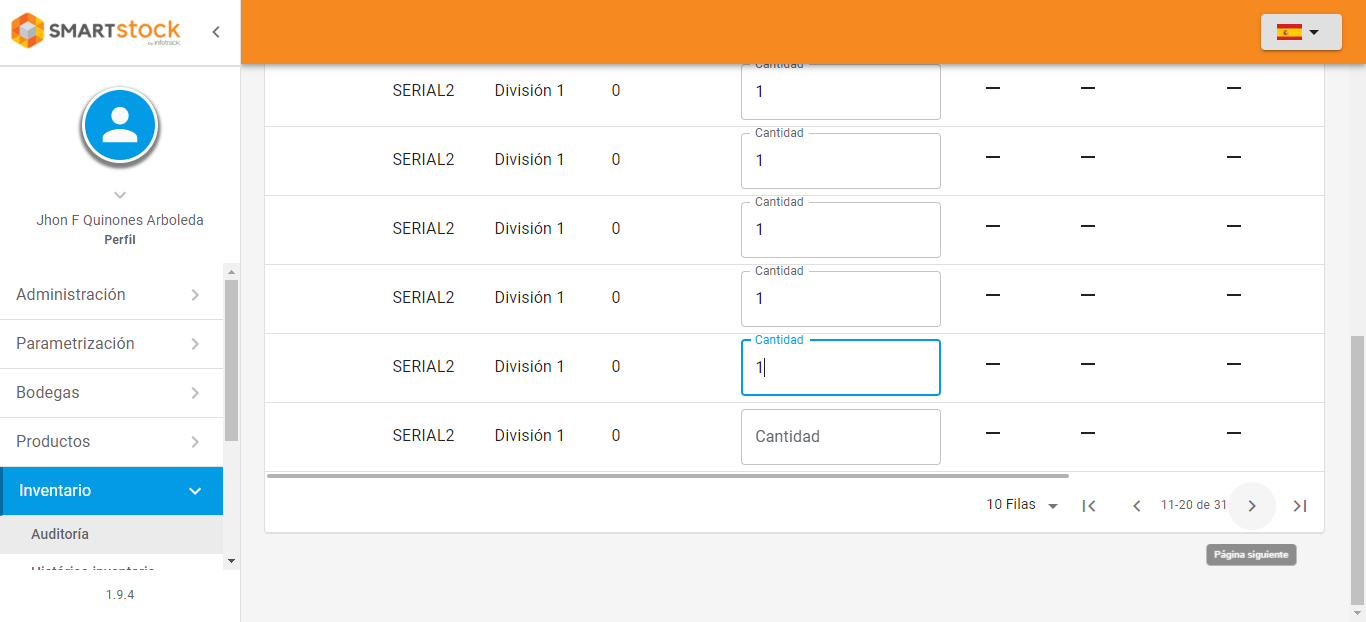 SMARTstock
by infotrack.
Jhon F Quinones Arboleda
Perfil
Administración
Parametrización
Bodegas
Productos
Inventario
Auditoría
Histórico inventario
1.9.4
Cantidad
SERIAL2 División 1 0 1 — — —
Cantidad
SERIAL2 División 1 0 1 — — —
Cantidad
SERIAL2 División 1 0 1 — — —
Cantidad
SERIAL2 División 1 0 1 — — —
Cantidad
SERIAL2 División 1 0 1 — — —
SERIAL2 División 1 0 Cantidad — — —
10 Filas 11-20 de 31
Página siguiente